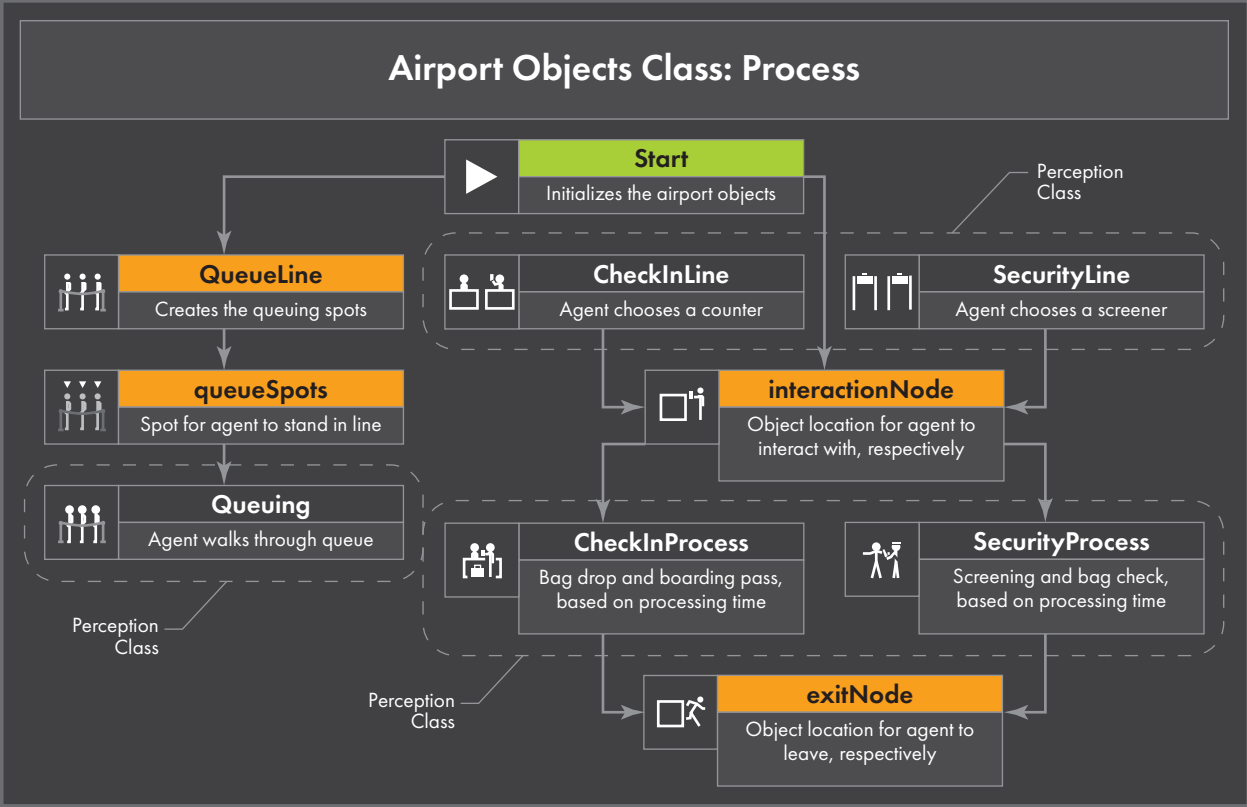 Airport Objects Class: Process
Start
Initializes the airport objects
Perception
Class
QueueLine
Creates the queuing spots
CheckInLine
Agent chooses a counter
SecurityLine
Agent chooses a screener
queueSpots
Spot for agent to stand in line
interactionNode
Object location for agent to
interact with, respectively
Queuing
Agent walks through queue
Perception
Class
CheckInProcess
Bag drop and boarding pass,
based on processing time
SecurityProcess
Screening and bag check,
based on processing time
Perception
Class
exitNode
Object location for agent to
leave, respectively